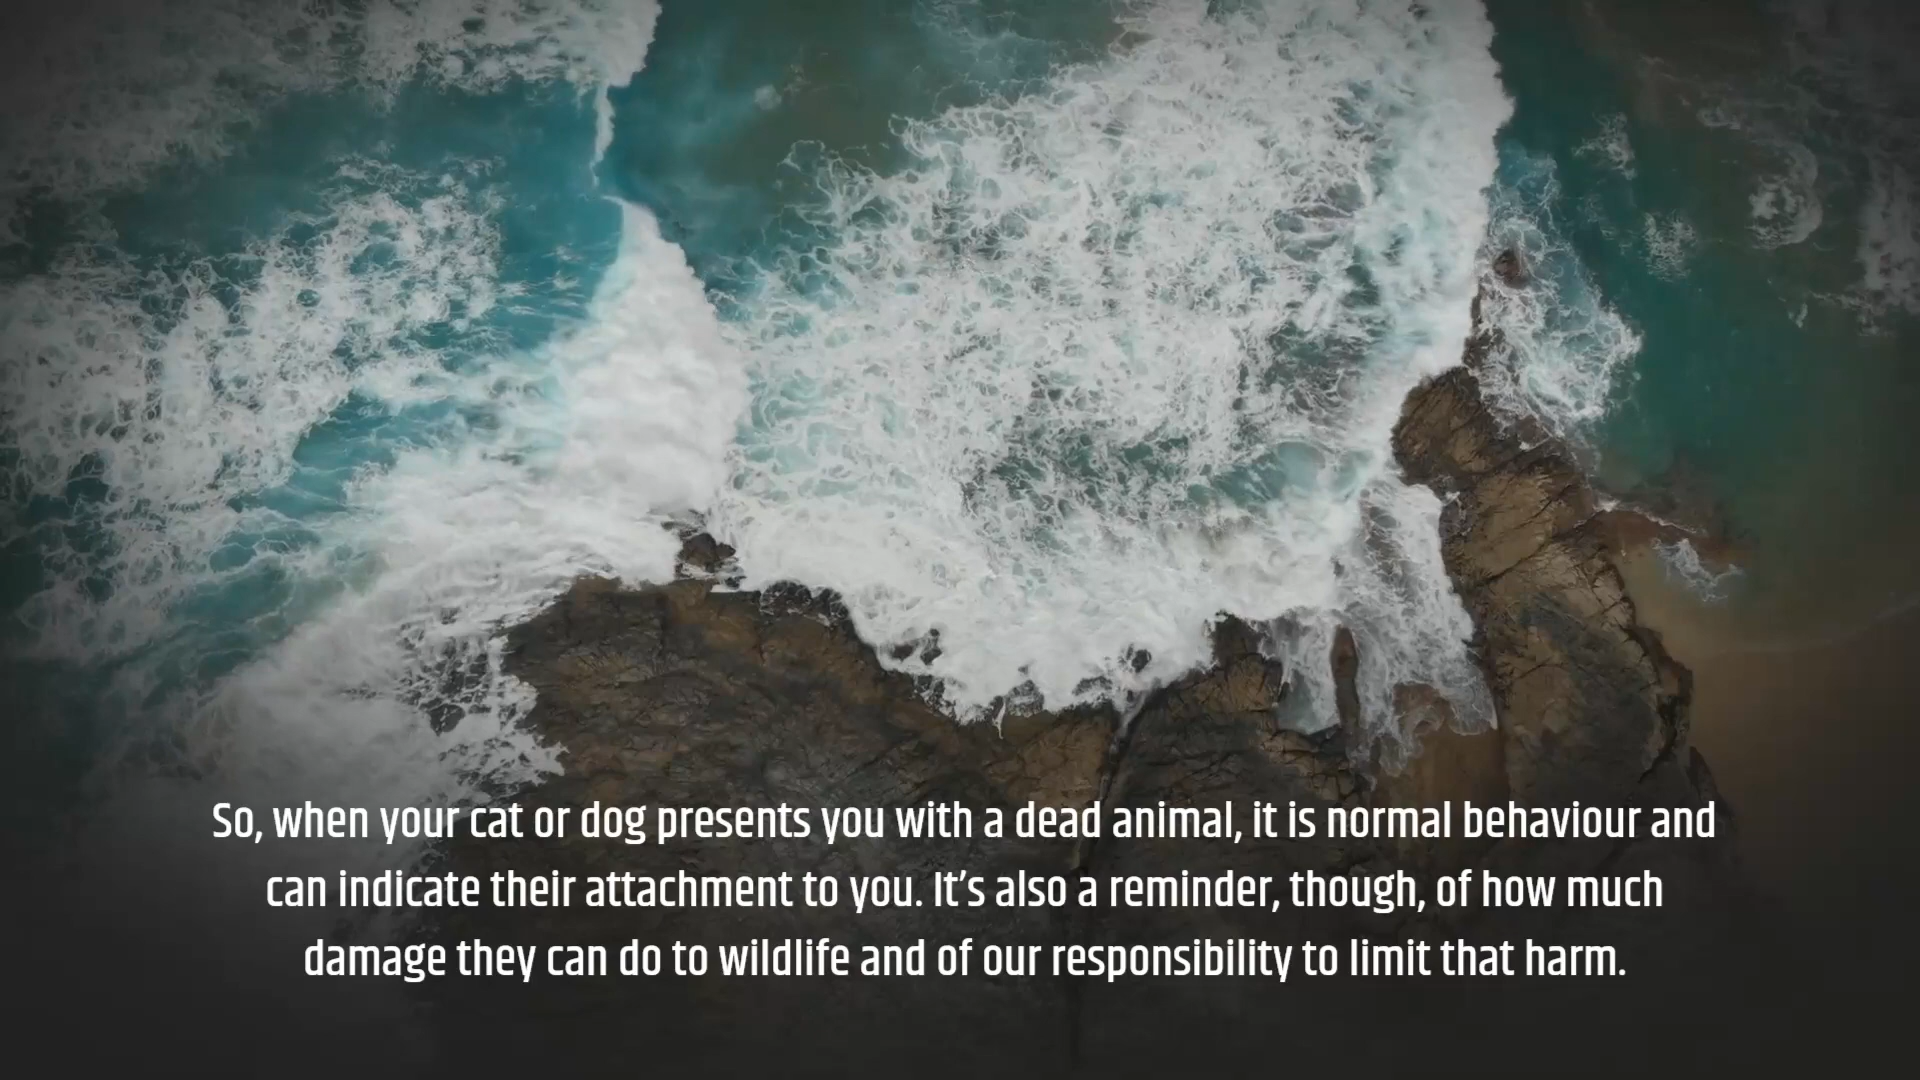 So, when your cat or dog presents you with a dead animal, it is normal behaviour and
can indicate their attachment to you. It’s also a reminder, though, of how much
damage they can do to wildlife and of our responsibility to limit that harm.